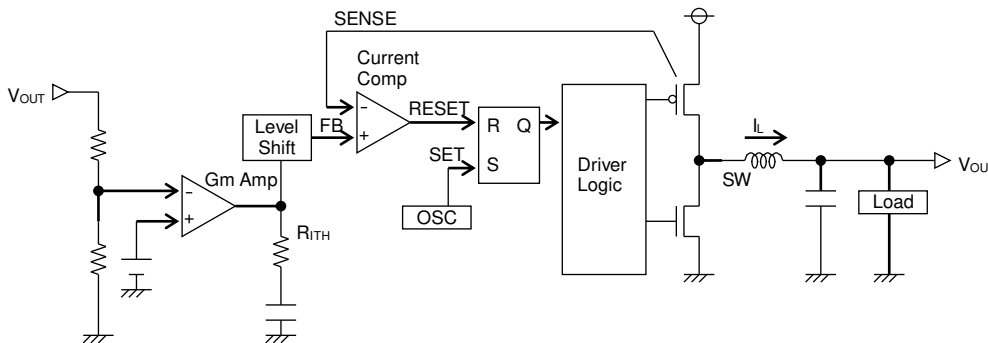 SENSE
Current
Comp
VOUT
Level
Shift
FB
RESET
R Q
S
SET
OSC
Gm Amp
RITH
Driver
Logic
IL
SW
VOU
Load
-
+
-
+